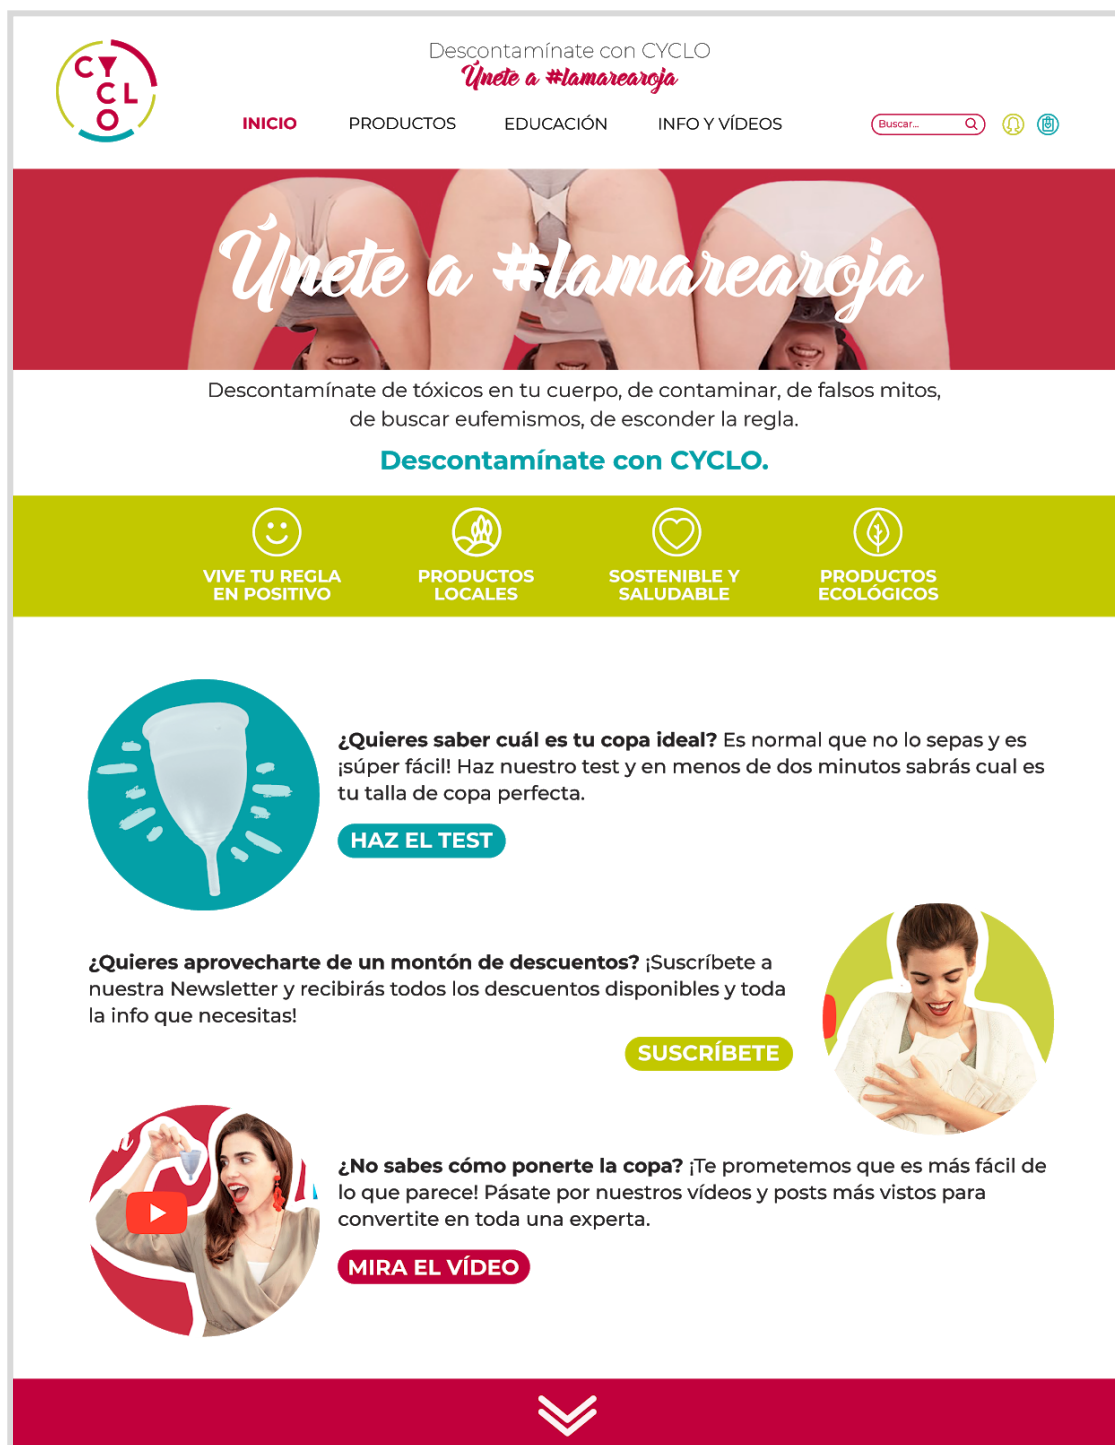 CYCLO
Descontamínate con CYCLO
Únete a #lamarearoja
INICIO PRODUCTOS EDUCACIÓN INFO Y VÍDEOS Buscar...
Únete a #lamarearoja
Descontamínate de tóxicos en tu cuerpo, de contaminar, de falsos mitos,
de buscar eufemismos, de esconder la regla.
Descontamínate con CYCLO.
VIVE TU REGLA
EN POSITIVO
PRODUCTOS
LOCALES
SOSTENIBLE Y
SALUDABLE
PRODUCTOS
ECOLÓGICOS
¿Quieres saber cuál es tu copa ideal? Es normal que no lo sepas y es
¡súper fácil! Haz nuestro test y en menos de dos minutos sabrás cual es
tu talla de copa perfecta.
HAZ EL TEST
¿Quieres aprovecharte de un montón de descuentos? ¡Suscríbete a
nuestra Newsletter y recibirás todos los descuentos disponibles y toda
la info que necesitas!
SUSCRÍBETE
¿No sabes cómo ponerte la copa? ¡Te prometemos que es más fácil de
lo que parece! Pásate por nuestros vídeos y posts más vistos para
convertite en toda una experta.
MIRA EL VÍDEO